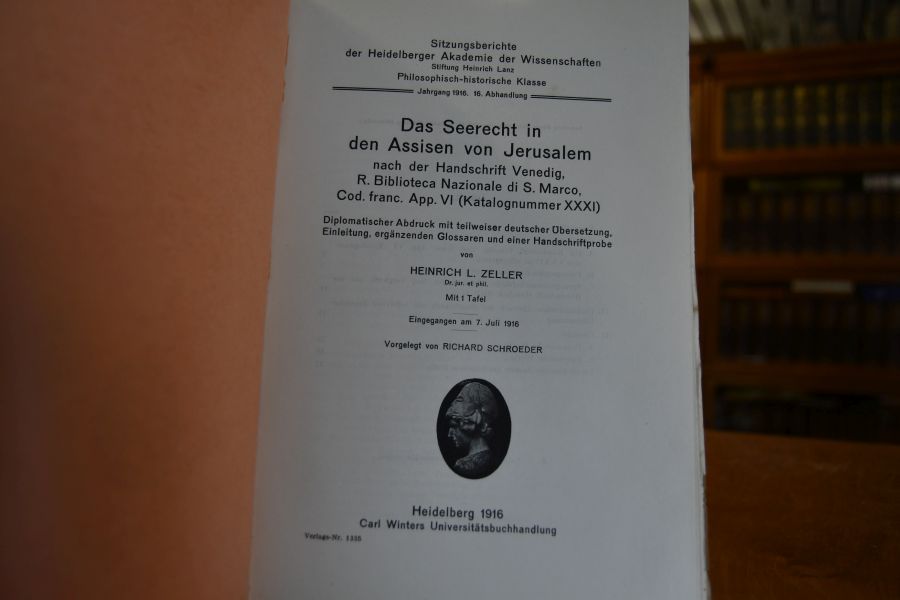 Sitzungsberichte
der Heidelberger Akademie der Wissenschaften
Stiftung Heinrich Lanz
Philosophisch-historische Klasse
Jahrgang 1916. 16. Abhandlung
Das Seerecht in
den Assisen von Jerusalem
nach der Handschrift Venedig,
R. Biblioteca Nazionale di S. Marco,
Cod. franc. App. VI (Katalognummer XXXI)
Diplomatischer Abdruck mit teilweiser deutscher Übersetzung,
Einleitung, ergänzenden Glossaren und einer Handschriftprobe
von
HEINRICH L. ZELLER
Dr. jur. et phil.
Mit 1 Tafel
Eingegangen am 7. Juli 1916
Vorgelegt von RICHARD SCHROEDER
Heidelberg 1916
Carl Winters Universitätsbuchhandlung
Verlags-Nr. 1335